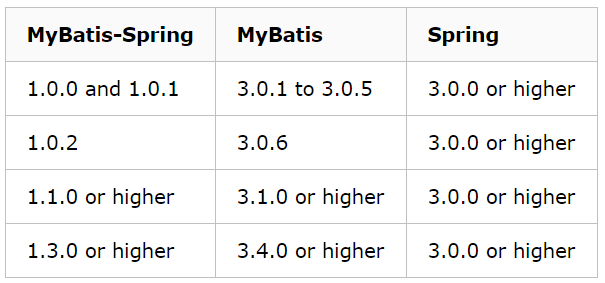 MyBatis-Spring MyBatis Spring
1.0.0 and 1.0.1 3.0.1 to 3.0.5 3.0.0 or higher
1.0.2 3.0.6 3.0.0 or higher
1.1.0 or higher 3.1.0 or higher 3.0.0 or higher
1.3.0 or higher 3.4.0 or higher 3.0.0 or higher